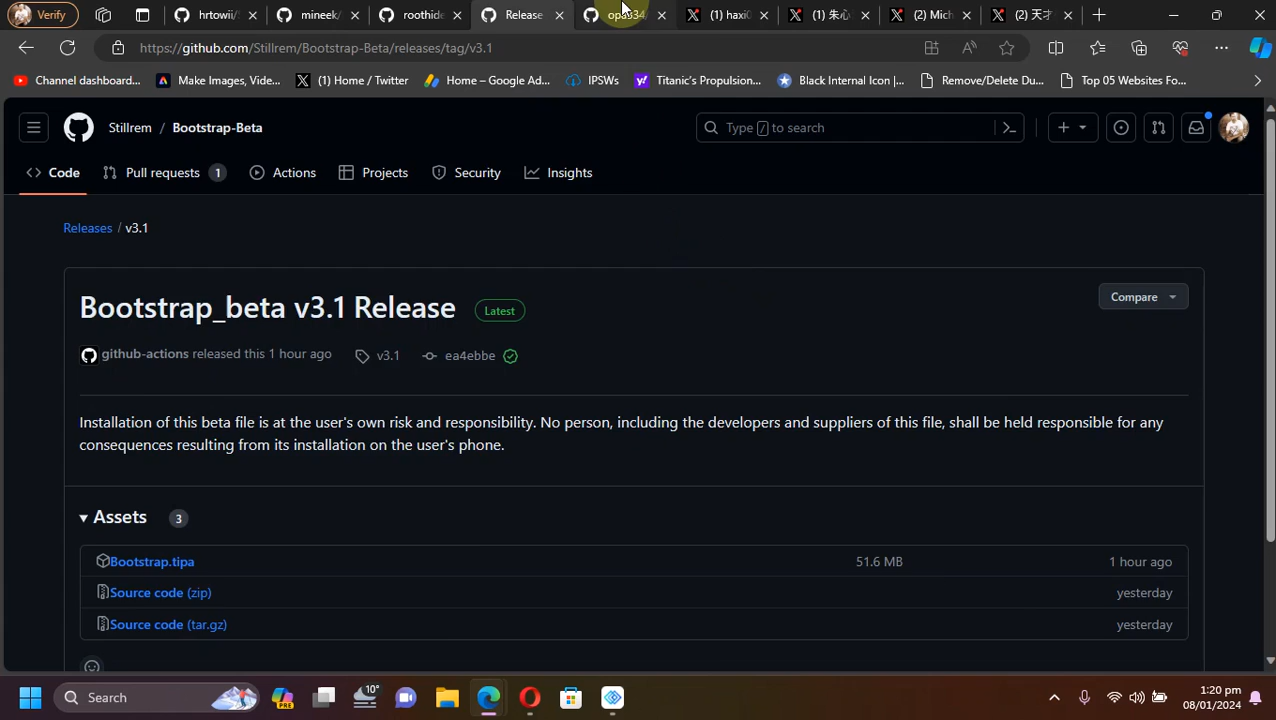 Verify
hrtowii/S
mineek/
roothide
Release
opa334
(1) haxi
(1) 朱心
(2) Mich
(2) 天才
https://github.com/Stillrem/Bootstrap-Beta/releases/tag/v3.1
Channel dashboard...
Make Images, Vide...
(1) Home / Twitter
Home – Google Ad...
IPSWs
Titanic's Propulsion...
Black Internal Icon |...
Remove/Delete Du...
Top 05 Websites Fo...
Stillrem / Bootstrap-Beta
Type / to search
Code
Pull requests 1
Actions
Projects
Security
Insights
Releases / v3.1
Bootstrap_beta v3.1 Release
Latest
Compare
github-actions released this 1 hour ago
v3.1
ea4ebbe
Installation of this beta file is at the user's own risk and responsibility. No person, including the developers and suppliers of this file, shall be held responsible for any
consequences resulting from its installation on the user's phone.
Assets 3
Bootstrap.tipa
51.6 MB
1 hour ago
Source code (zip)
yesterday
Source code (tar.gz)
yesterday
Search
PRE
10°
1:20 pm
08/01/2024